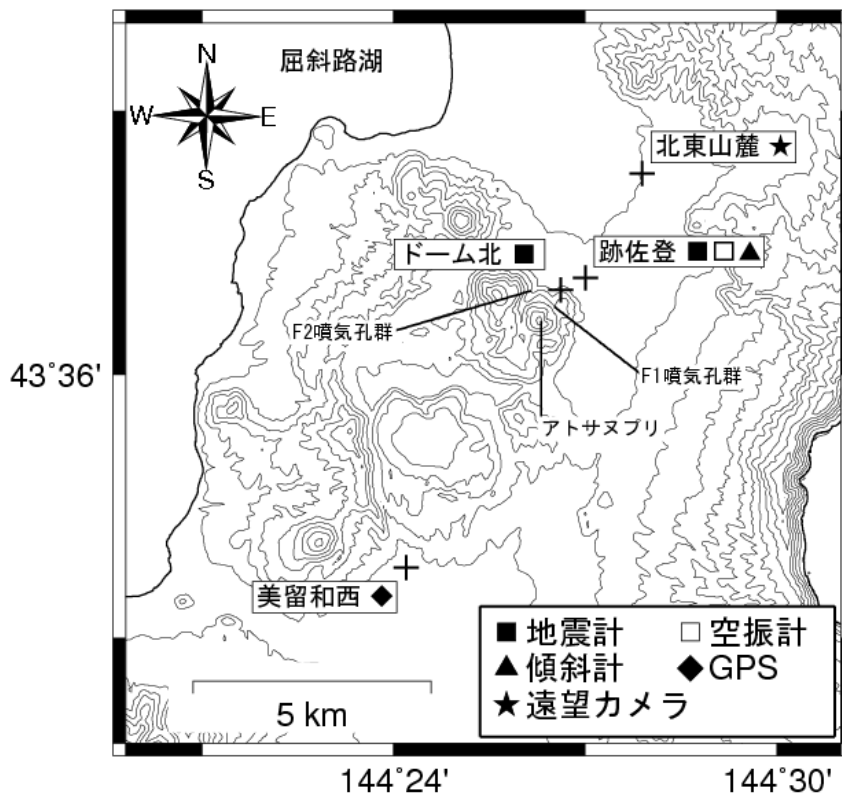 屈斜路湖
N
W
E
S
北東山麓 ★
ドーム北 ■
跡佐登 ■□▲
F2噴気孔群
F1噴気孔群
43°36'
アトサヌプリ
美留和西 ◆
■ 地震計 □ 空振計
▲ 傾斜計 ◆ GPS
★ 遠望カメラ
5 km
144°24'
144°30'